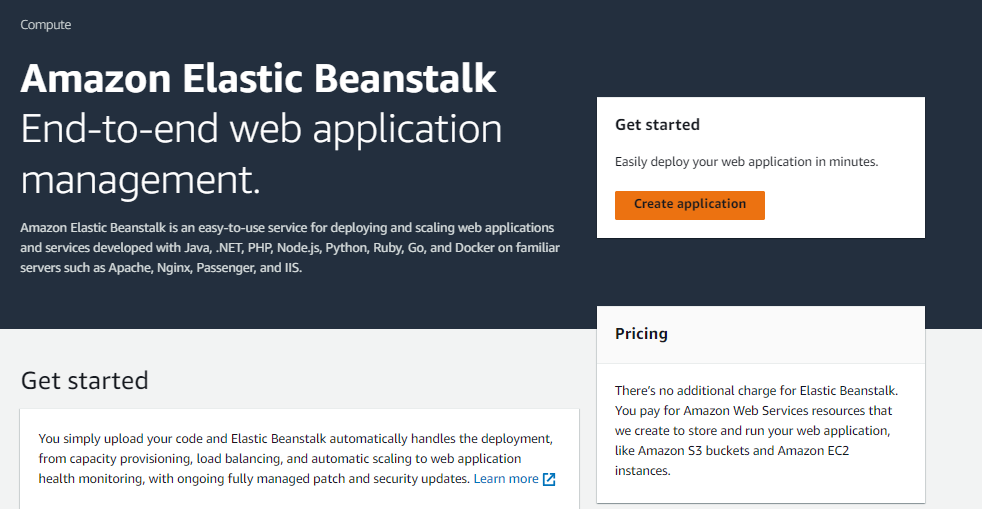 Compute
Amazon Elastic Beanstalk
End-to-end web application
management.
Amazon Elastic Beanstalk is an easy-to-use service for deploying and scaling web applications
and services developed with Java, .NET, PHP, Node.js, Python, Ruby, Go, and Docker on familiar
servers such as Apache, Nginx, Passenger, and IIS.
Get started
Easily deploy your web application in minutes.
Create application
Get started
You simply upload your code and Elastic Beanstalk automatically handles the deployment,
from capacity provisioning, load balancing, and automatic scaling to web application
health monitoring, with ongoing fully managed patch and security updates. Learn more
Pricing
There's no additional charge for Elastic Beanstalk.
You pay for Amazon Web Services resources that
we create to store and run your web application,
like Amazon S3 buckets and Amazon EC2
instances.